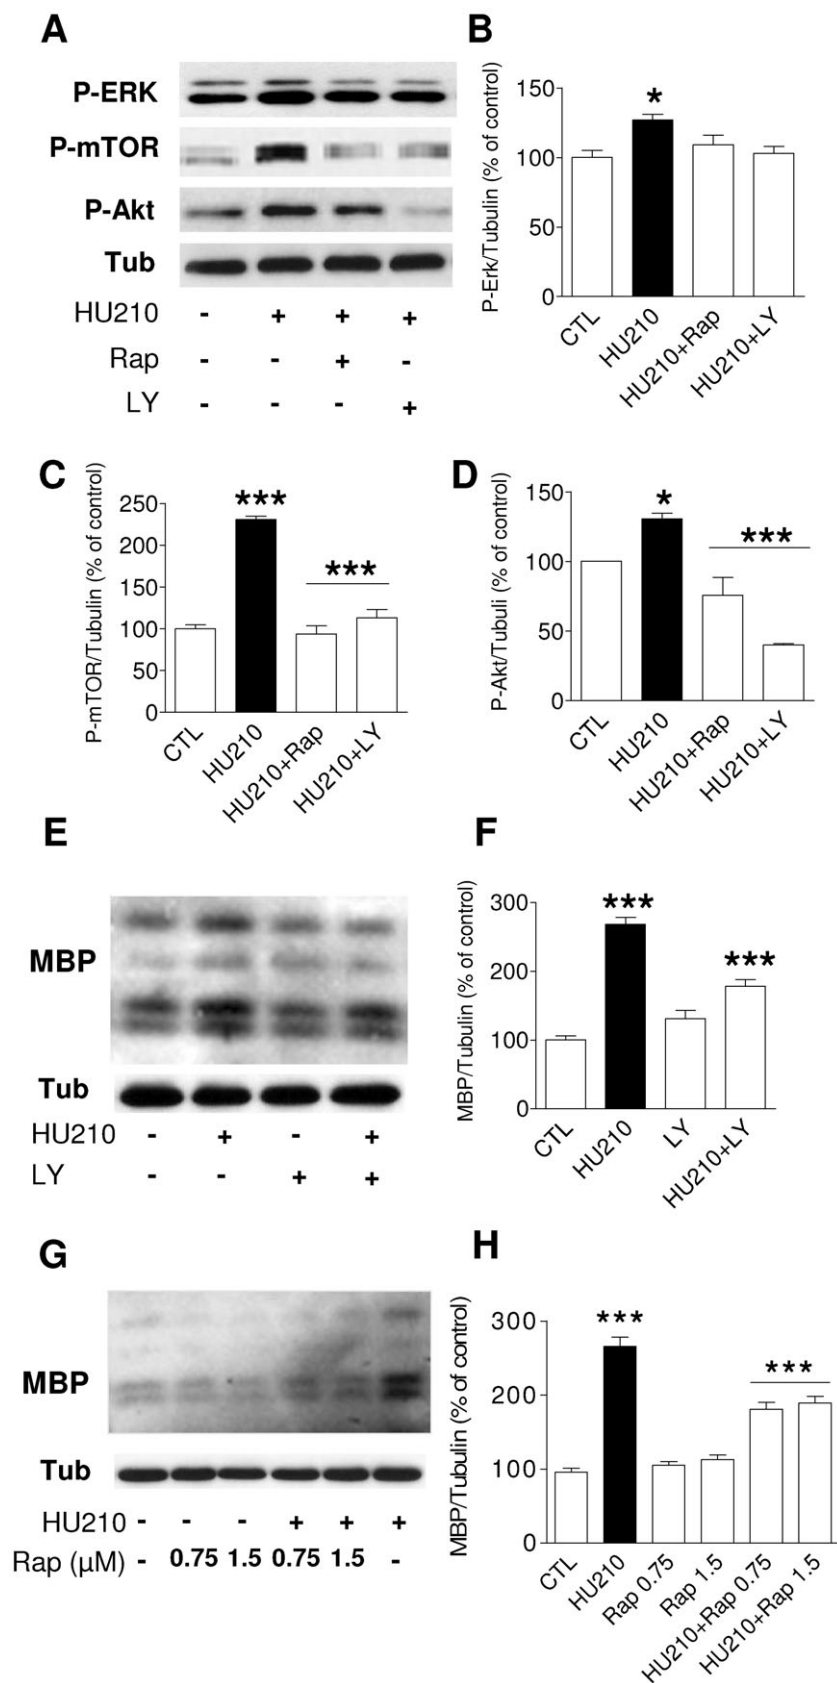 A
P-ERK
P-mTOR
P-Akt
Tub
HU210 - + + +
Rap - - + -
LY - - - +
B
P-Erk/Tubulin (% of control)
150
100
50
0
*
CTL
HU210
HU210+Rap
HU210+LY
C
P-mTOR/Tubulin (% of control)
250
200
150
100
50
0
***
***
CTL
HU210
HU210+Rap
HU210+LY
D
P-Akt/Tubuli (% of control)
150
100
50
0
*
***
CTL
HU210
HU210+Rap
HU210+LY
E
MBP
Tub
HU210 - + - +
LY - - + +
F
MBP/Tubulin (% of control)
300
200
100
0
***
***
CTL
HU210
LY
HU210+LY
G
MBP
Tub
HU210 - - - + + +
Rap (µM) - 0.75 1.5 0.75 1.5 -
H
MBP/Tubulin (% of control)
300
200
100
0
***
***
CTL
HU210
Rap 0.75
Rap 1.5
HU210+Rap 0.75
HU210+Rap 1.5